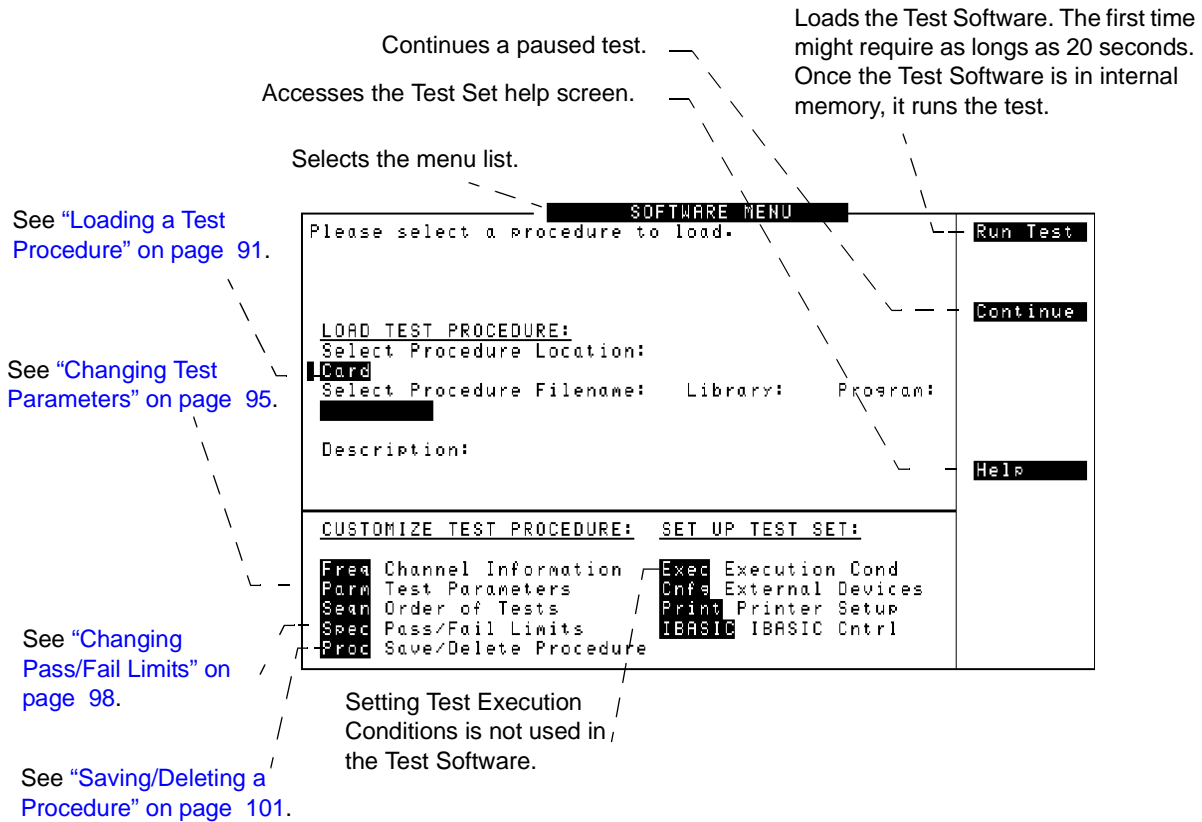 Loads the Test Software. The first time
might require as longs as 20 seconds.
Once the Test Software is in internal
memory, it runs the test.
Continues a paused test.
Accesses the Test Set help screen.
Selects the menu list.
See “Loading a Test
Procedure” on page 91.
See “Changing Test
Parameters” on page 95.
See “Changing
Pass/Fail Limits” on
page 98.
See “Saving/Deleting a
Procedure” on page 101.
SOFTWARE MENU
Please select a procedure to load.
LOAD TEST PROCEDURE:
Select Procedure Location:
Card
Select Procedure Filename: Library: Program:
Description:
CUSTOMIZE TEST PROCEDURE: SET UP TEST SET:
Freq Channel Information Exec Execution Cond
Parm Test Parameters Cnfg External Devices
Seqn Order of Tests Print Printer Setup
Spec Pass/Fail Limits IBASIC IBASIC Cntrl
Proc Save/Delete Procedure
Run Test
Continue
Help
Setting Test Execution
Conditions is not used in
the Test Software.